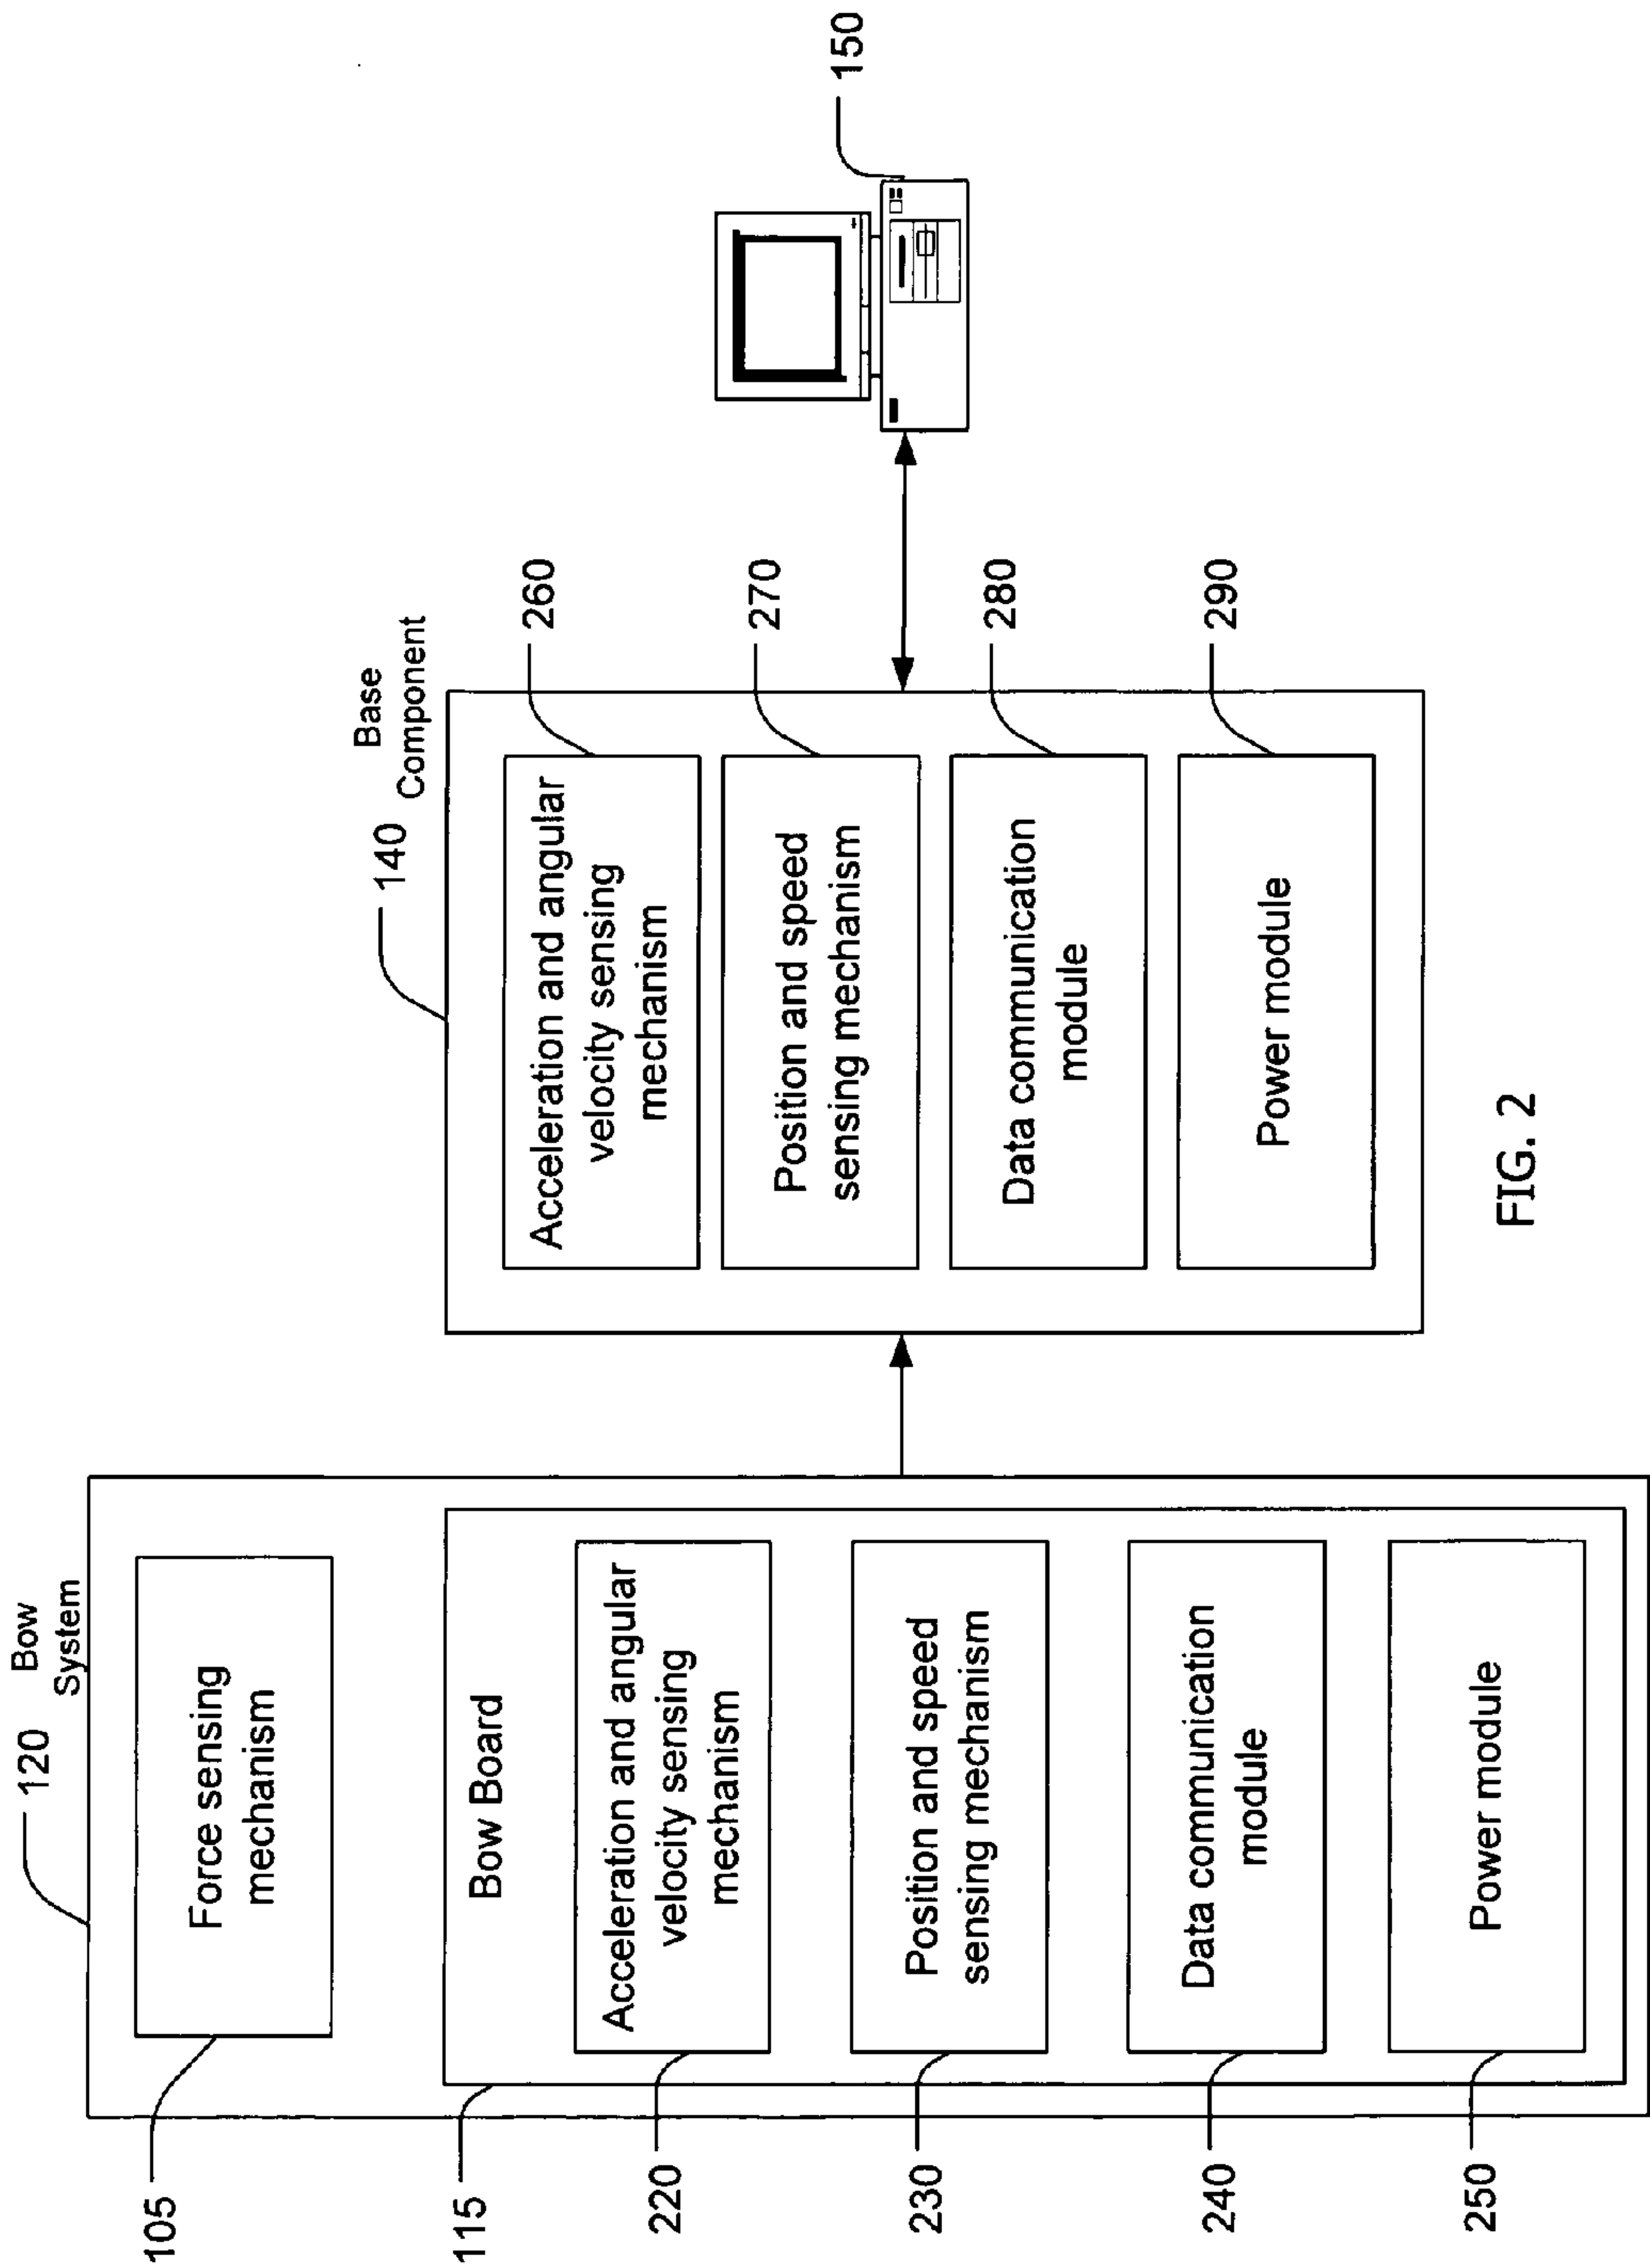 120
Bow
System
105
Force sensing
mechanism
115
Bow Board
220
Acceleration and angular
velocity sensing
mechanism
230
Position and speed
sensing mechanism
240
Data communication
module
250
Power module
140
Base
Component
Acceleration and angular
velocity sensing
mechanism
260
Position and speed
sensing mechanism
270
Data communication
module
280
Power module
290
150
FIG. 2